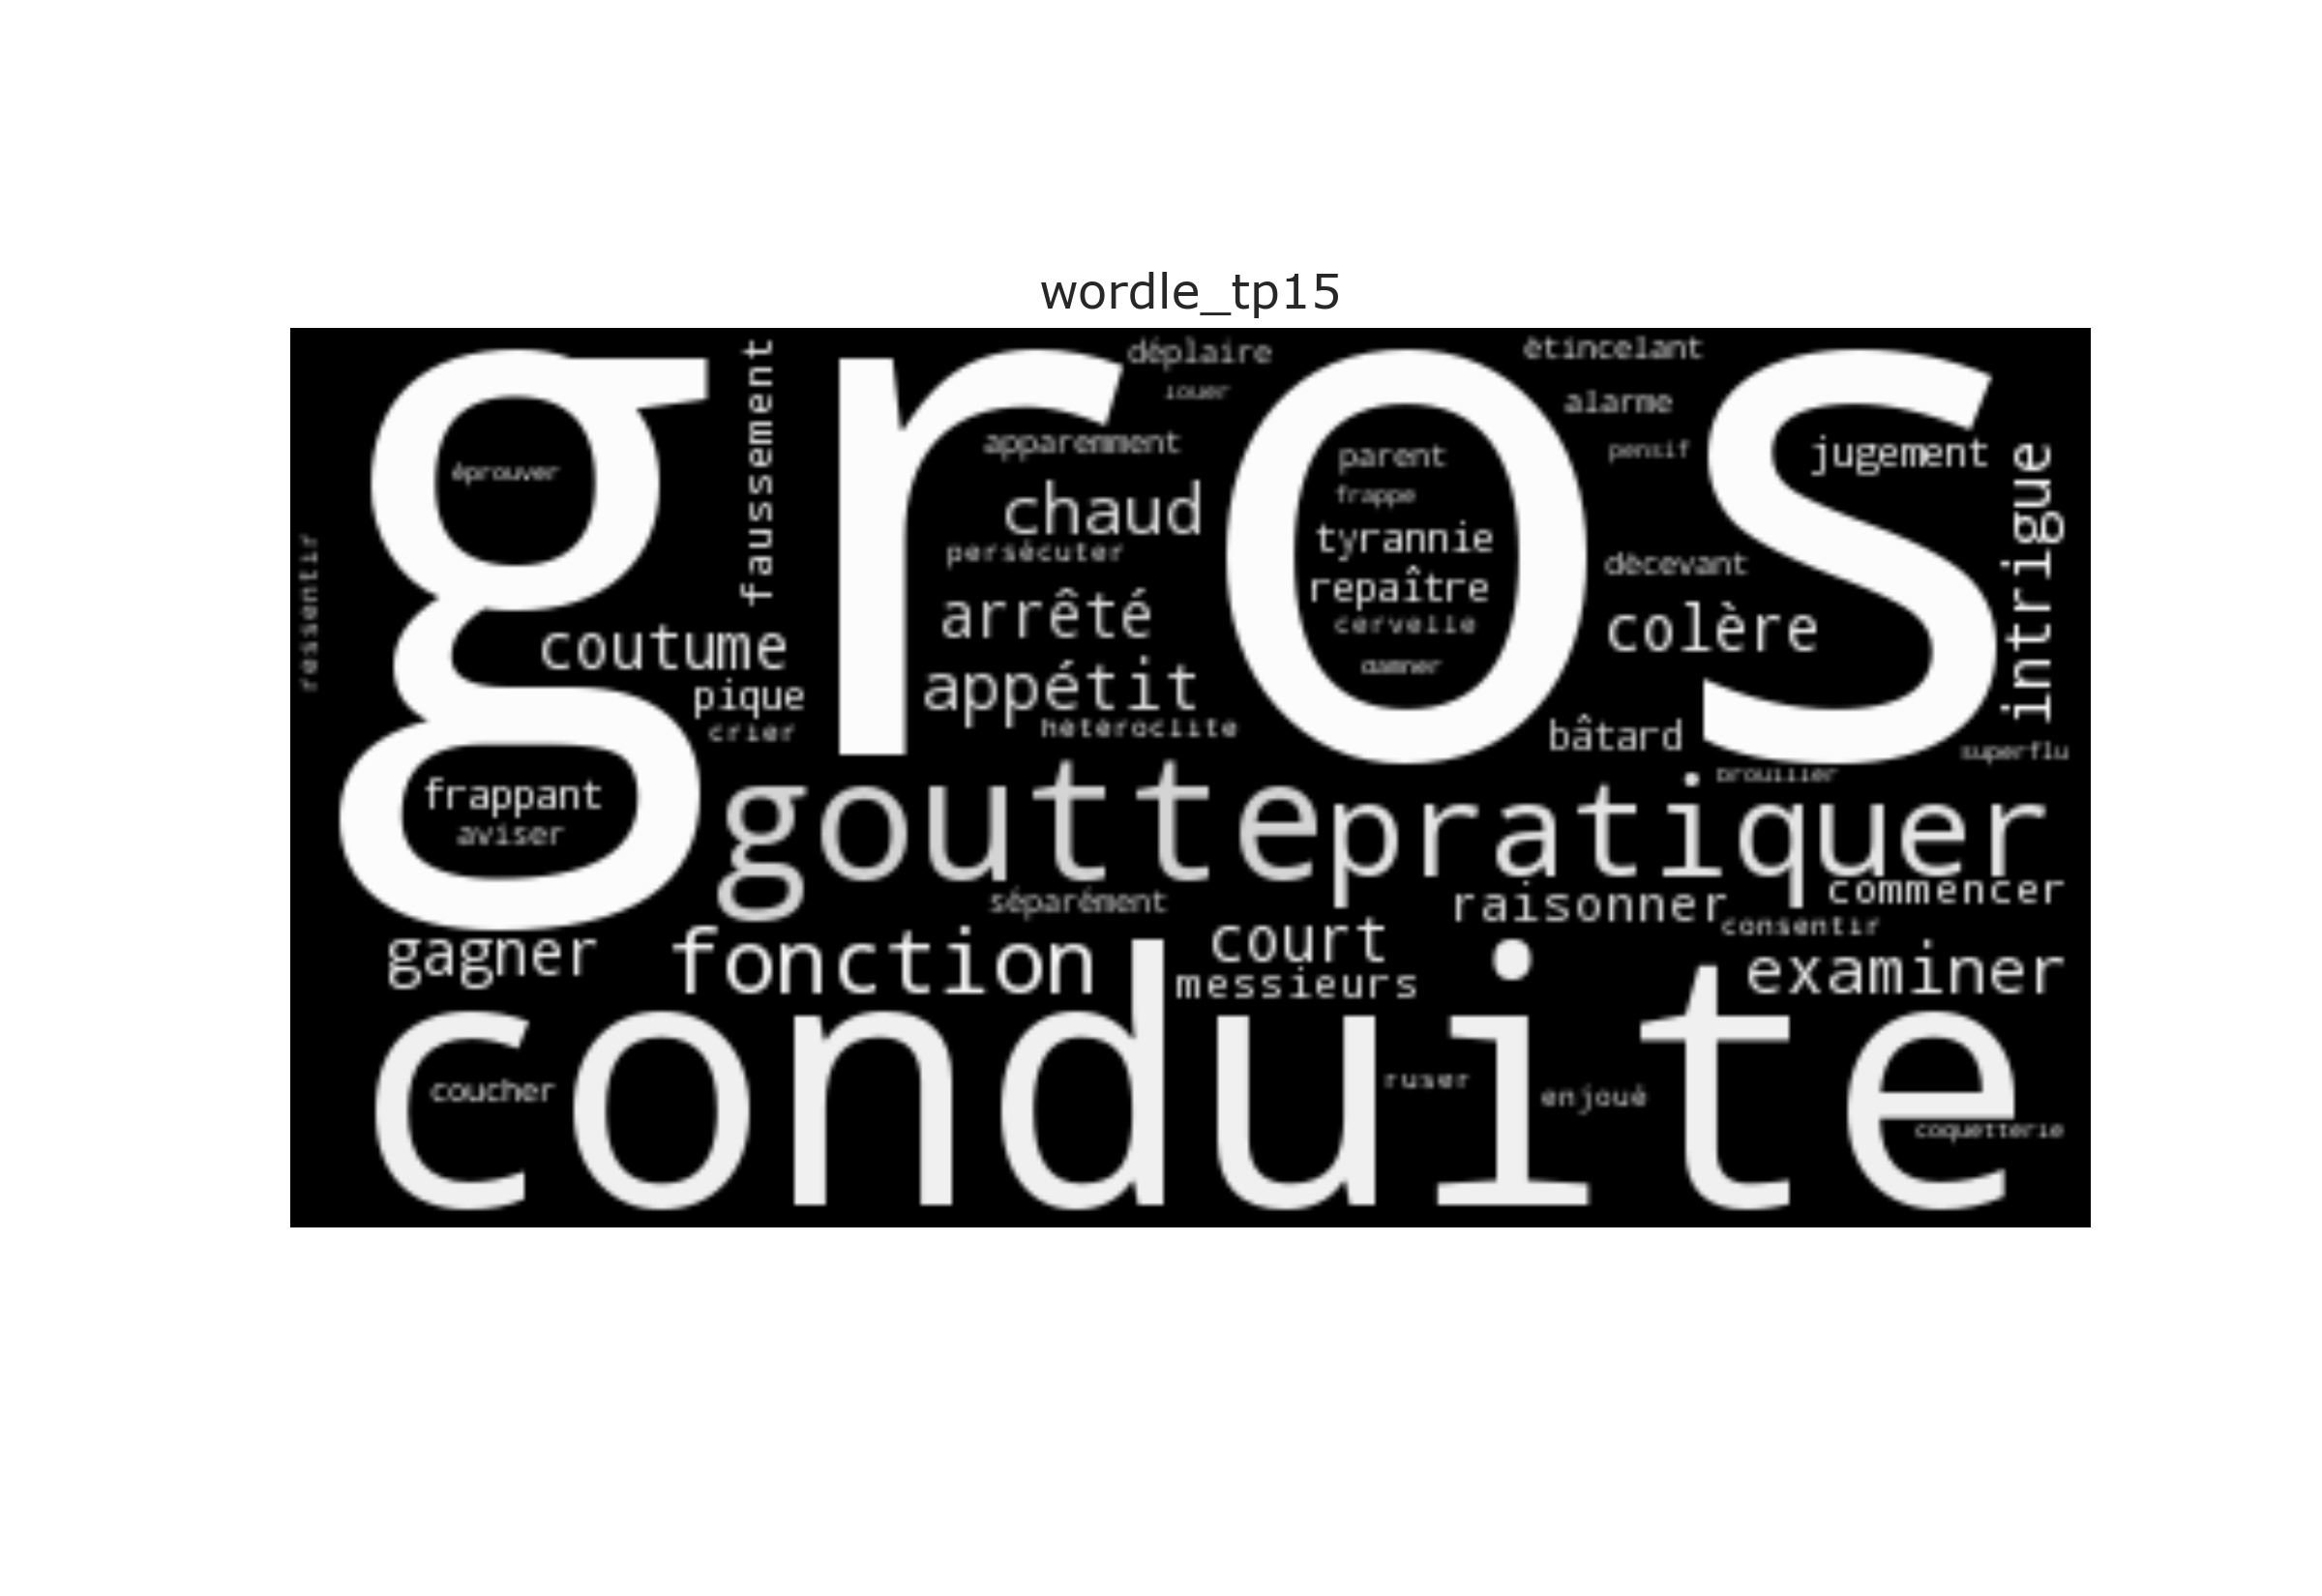 wordle_tp15
gros
déplaire
étincelant
faussement
alarme
apparemment
parent
pensif
jugement
éprouver
intrigue
frappe
chaud
tyrannie
persécuter
décevant
repaître
ressentir
arrêté
cervelle
colère
coutume
damner
appétit
pique
hétéroclite
crier
bâtard
superflu
brouiller
frappant
aviser
goutte
pratiquer
séparément
raisonner
commencer
consentir
gagner
fonction
court
messieurs
examiner
conduite
coucher
ruser
enjoué
coquetterie